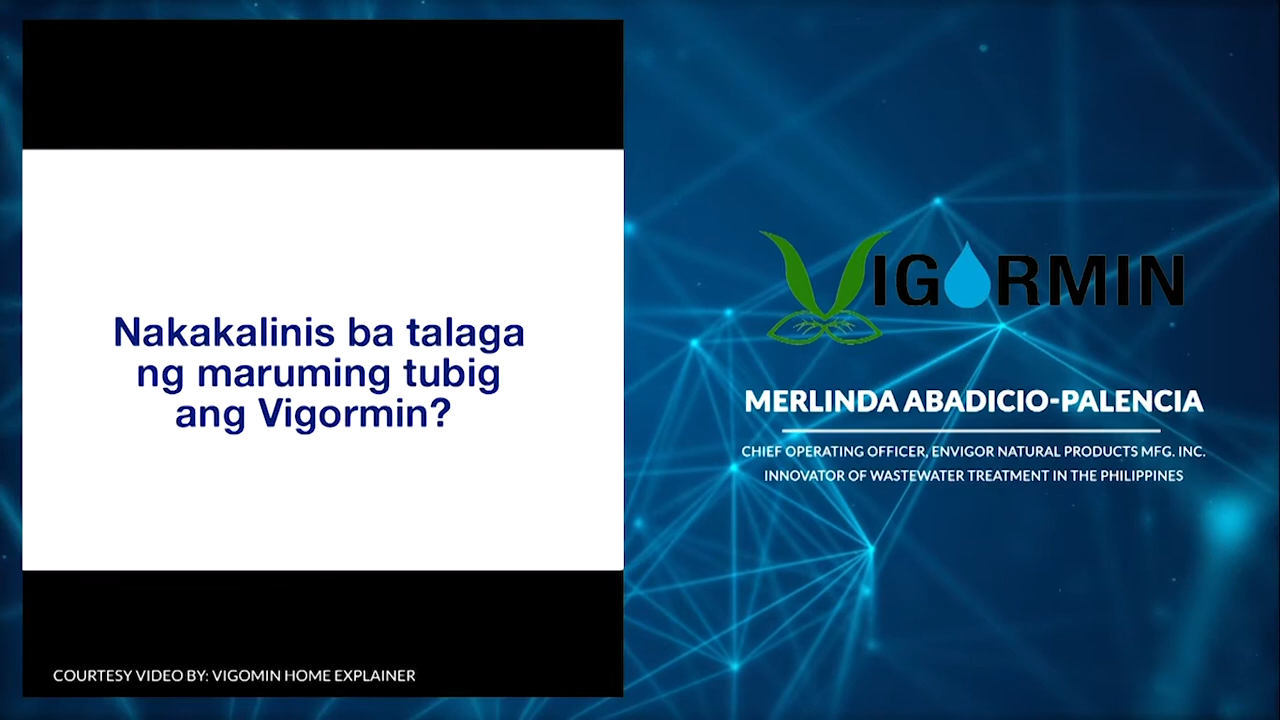 Nakakalinis ba talaga
ng maruming tubig
ang Vigormin?
COURTESY VIDEO BY: VIGOMIN HOME EXPLAINER
VIGORMIN
MERLINDA ABADICIO-PALENCIA
CHIEF OPERATING OFFICER, ENVIGOR NATURAL PRODUCTS MFG. INC.
INNOVATOR OF WASTEWATER TREATMENT IN THE PHILIPPINES